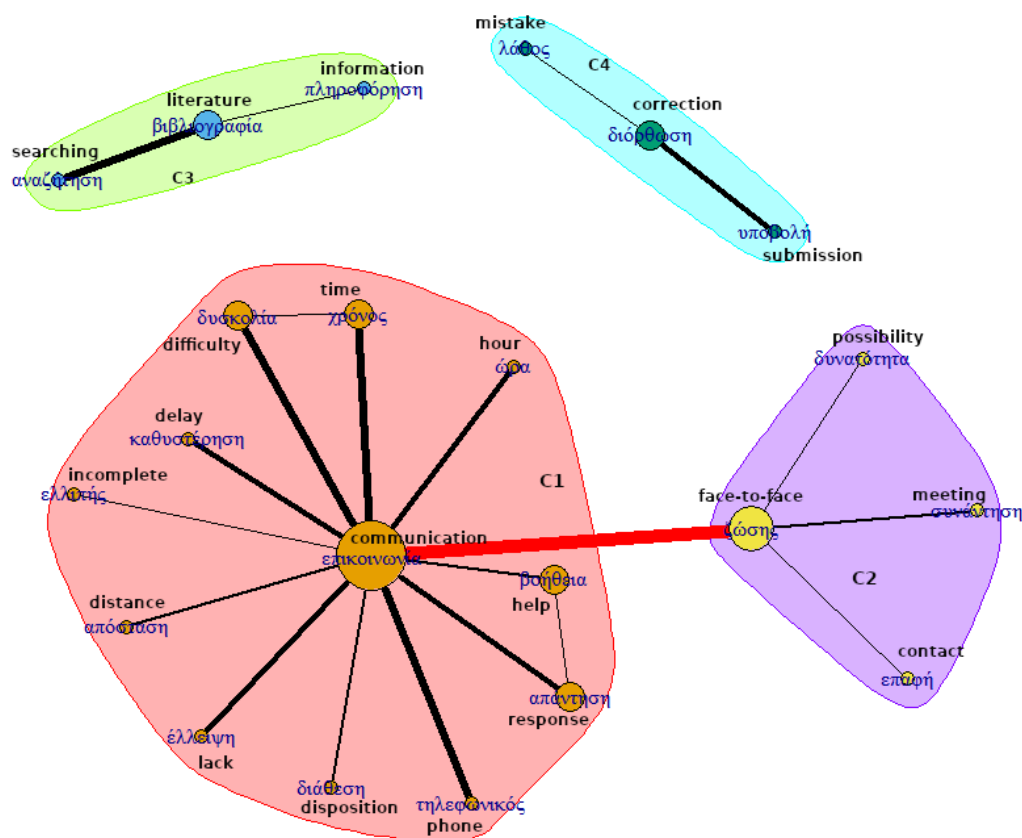 mistake
λάθος
C4
information
πληροφόρηση
literature
βιβλιογραφία
correction
διόρθωση
searching
αναζήτηση
C3
υποβολή
submission
time
χρόνος
δυσκολία
difficulty
hour
ώρα
possibility
δυνατότητα
delay
καθυστέρηση
incomplete
ελλιπής
C1
face-to-face
ζώσης
meeting
συνάντηση
communication
επικοινωνία
βοήθεια
help
C2
distance
απόσταση
contact
επαφή
απάντηση
response
έλλειψη
lack
διάθεση
disposition
τηλεφωνικός
phone